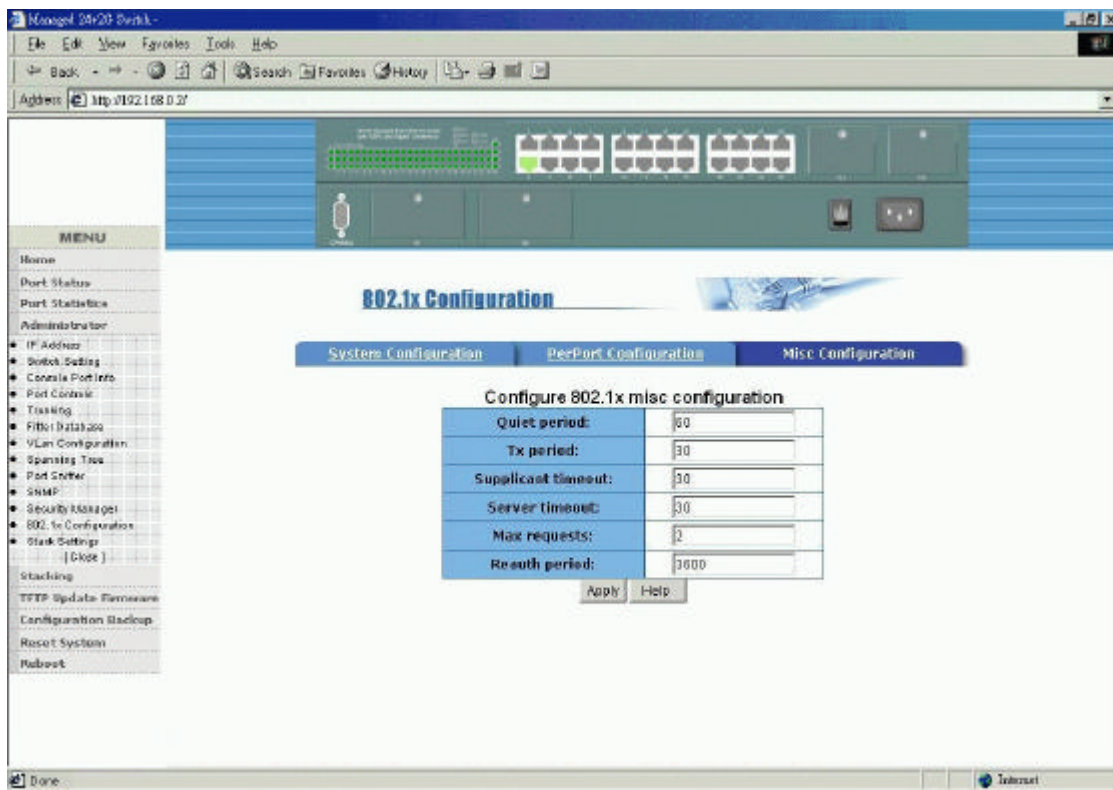 Managed 24+2G Switch -
File Edit View Favorites Tools Help
Back Search Favorites History
Address http://192.168.0.2/
MENU
Home
Port Status
Port Statistics
Administrator
IP Address
Switch Setting
Console Port Info
Port Controls
Trunking
Filter Database
VLan Configuration
Spanning Tree
Port Sniffer
SNMP
Security Manager
802.1x Configuration
Stack Settings
[ Close ]
Stacking
TFTP Update Firmware
Configuration Backup
Reset System
Reboot
802.1x Configuration
System Configuration PerPort Configuration Misc Configuration
Configure 802.1x misc configuration
Quiet period: 60
Tx period: 30
Supplicant timeout: 30
Server timeout: 30
Max requests: 2
Reauth period: 3600
Apply Help
Done Internet